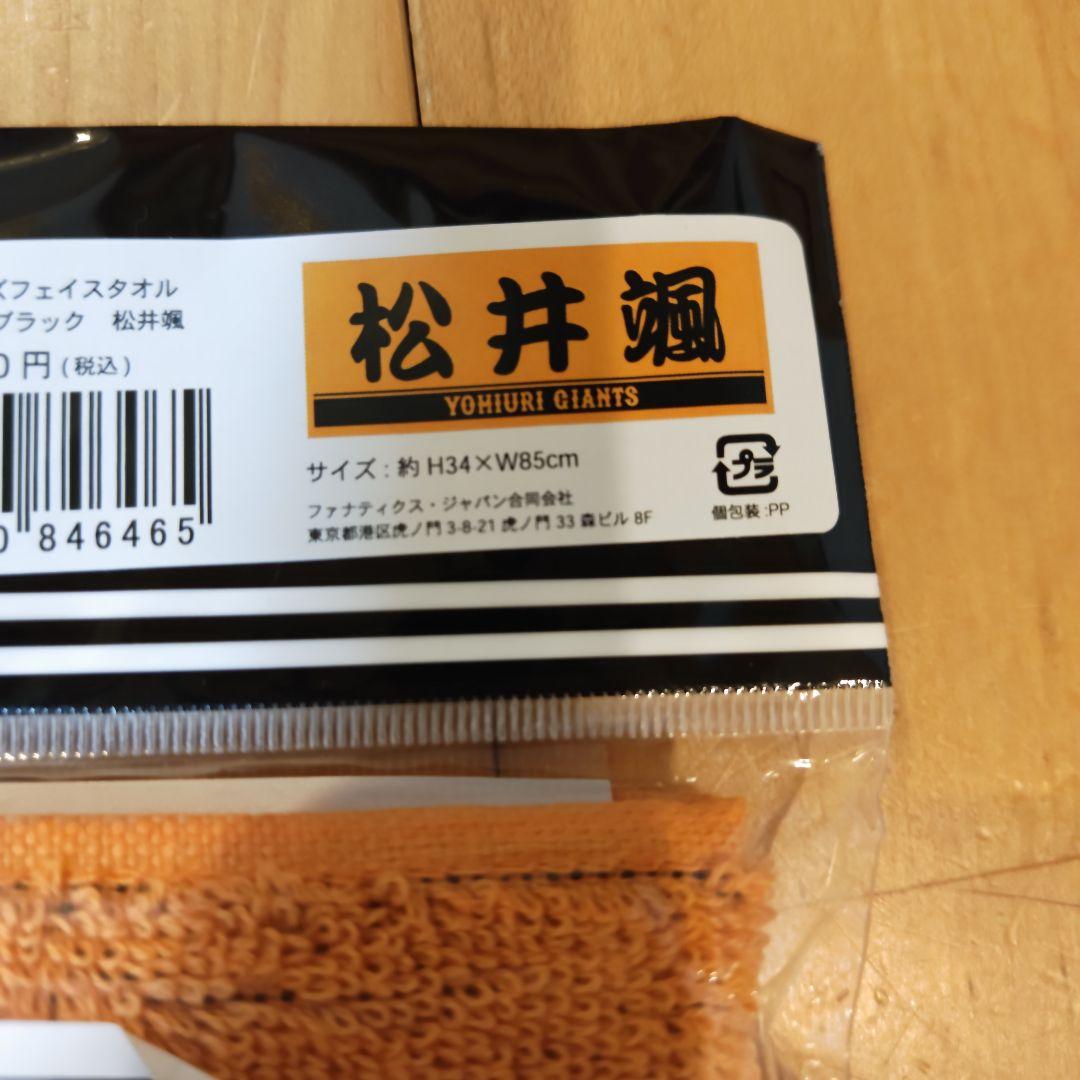 ズフェイスタオル
ブラック 松井颯
0円(税込)
0 846465
松井颯
YOHIURI GIANTS
サイズ : 約 H34×W85cm
ファナティクス・ジャパン合同会社
東京都港区虎ノ門 3-8-21 虎ノ門 33 森ビル 8F
プラ
個包装 :PP